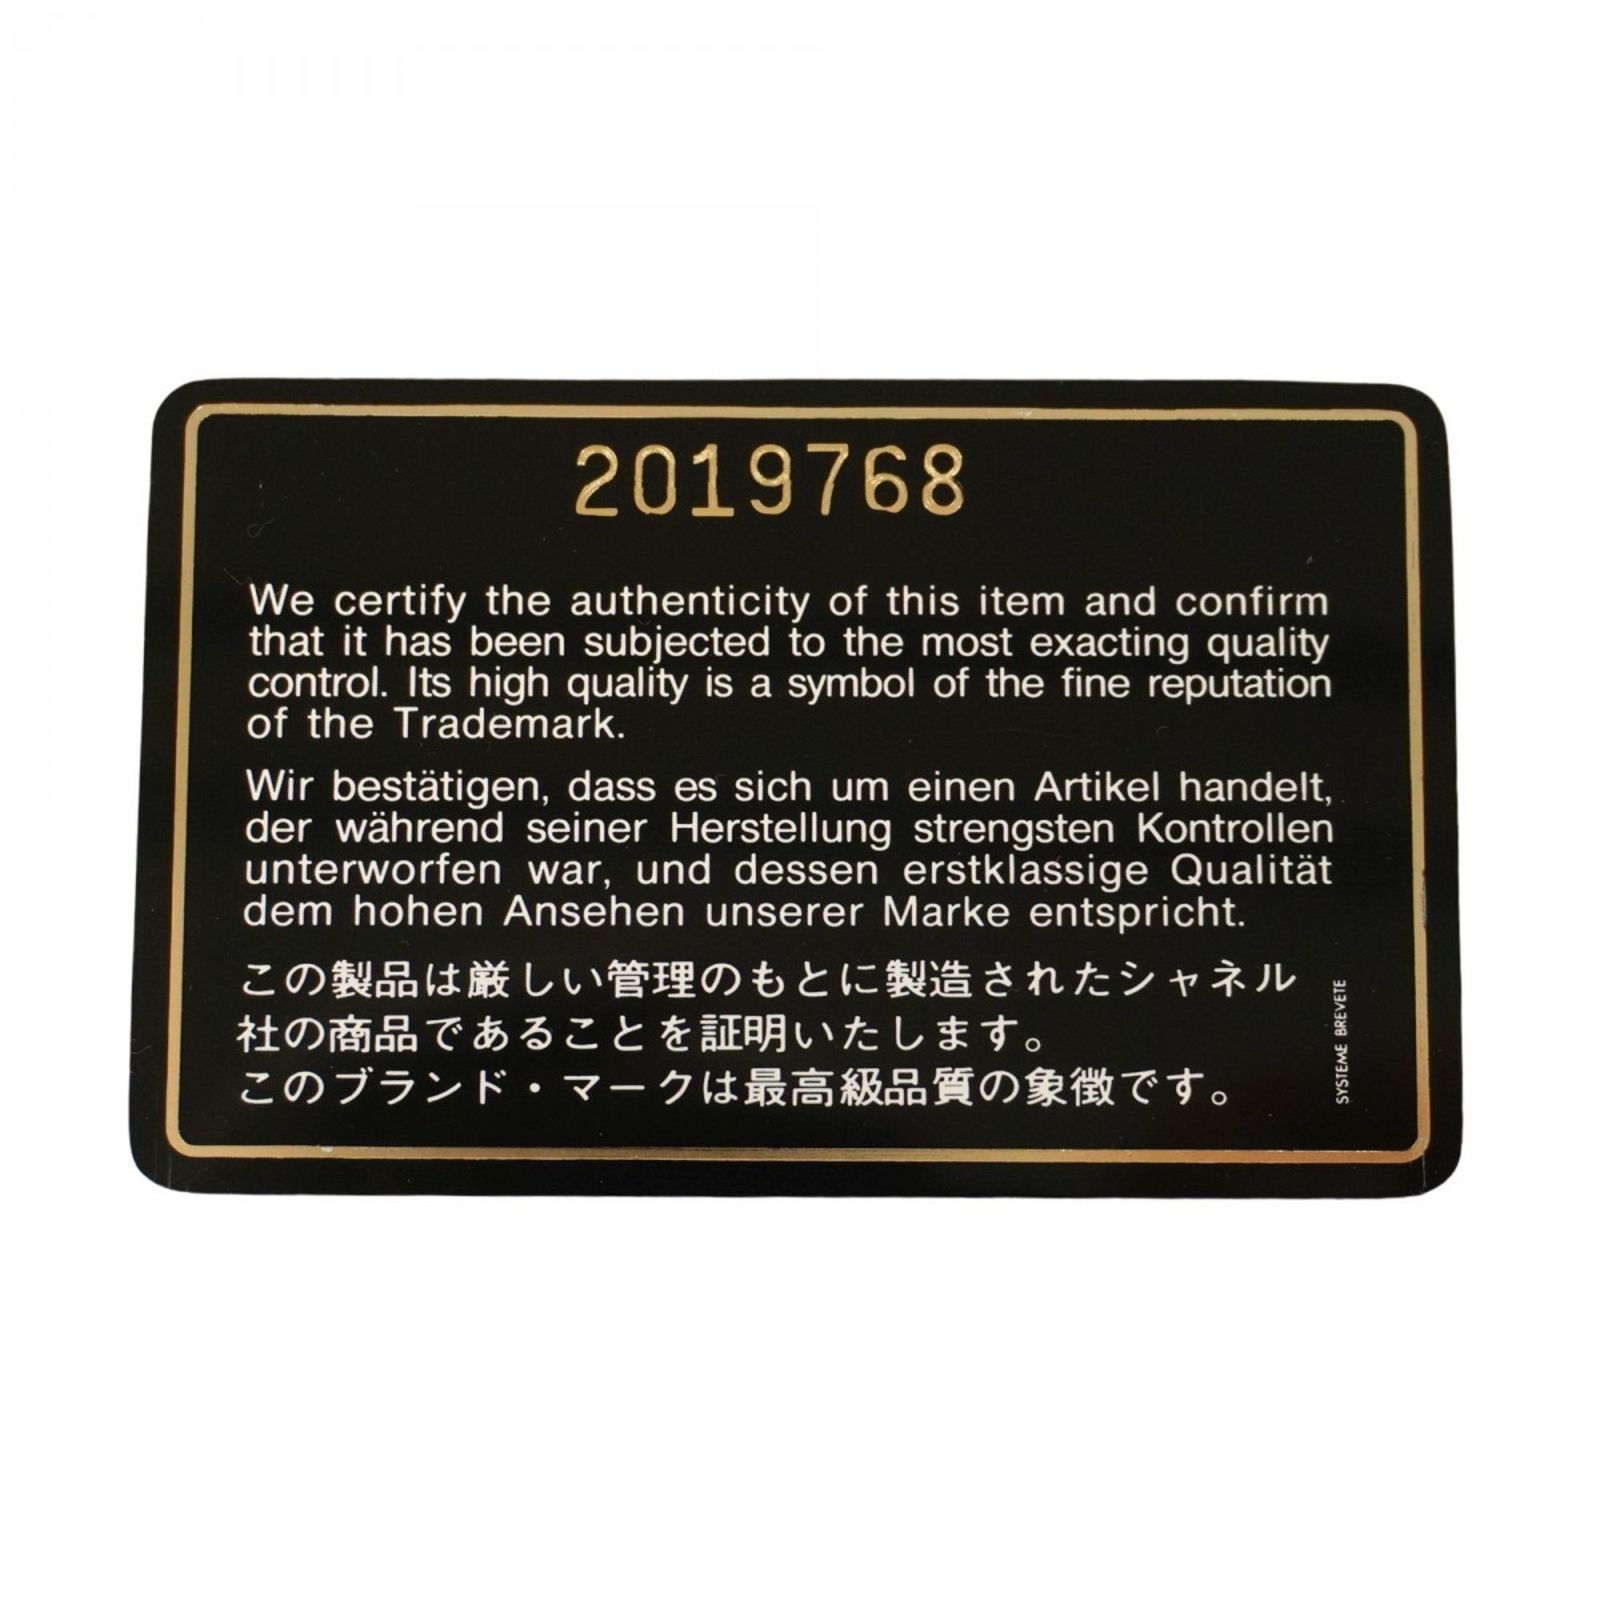 2019768
We certify the authenticity of this item and confirm
that it has been subjected to the most exacting quality
control. Its high quality is a symbol of the fine reputation
of the Trademark.
Wir bestätigen, dass es sich um einen Artikel handelt,
der während seiner Herstellung strengsten Kontrollen
unterworfen war, und dessen erstklassige Qualität
dem hohen Ansehen unserer Marke entspricht.
この製品は厳しい管理のもとに製造されたシャネル
社の商品であることを証明いたします。
このブランド・マークは最高級品質の象徴です。
SYSTEME BREVETE